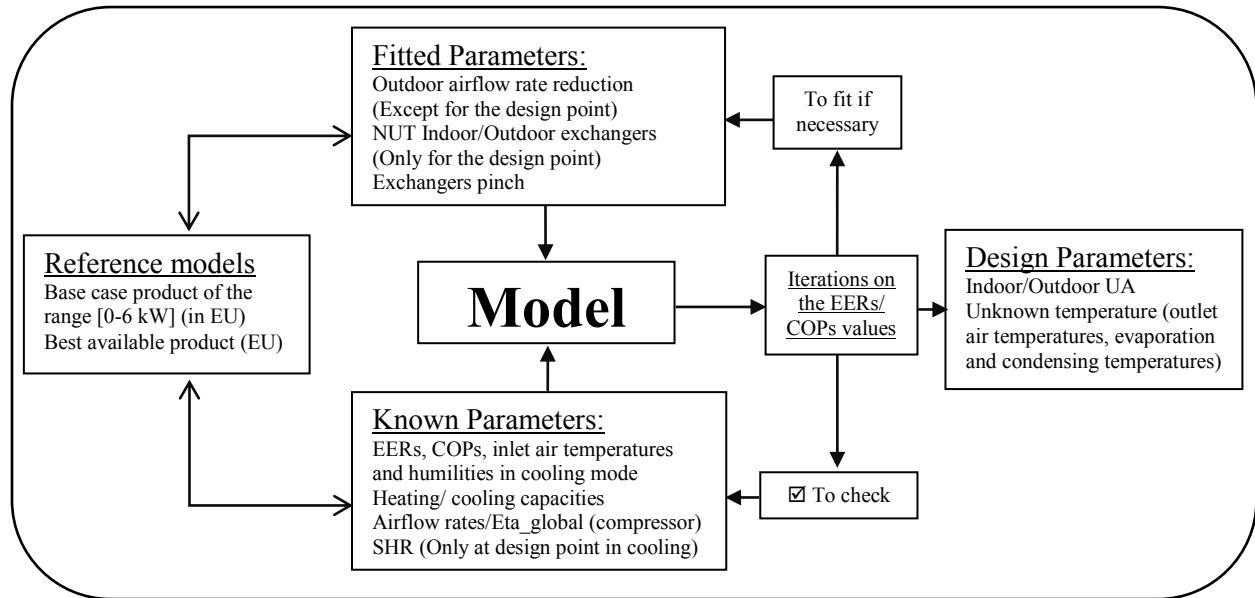 Fitted Parameters:
Outdoor airflow rate reduction
(Except for the design point)
NUT Indoor/Outdoor exchangers
(Only for the design point)
Exchangers pinch
To fit if
necessary
Reference models
Base case product of the
range [0-6 kW] (in EU)
Best available product (EU)
Model
Iterations on
the EERs/
COPs values
Design Parameters:
Indoor/Outdoor UA
Unknown temperature (outlet
air temperatures, evaporation
and condensing temperatures)
Known Parameters:
EERs, COPs, inlet air temperatures
and humilities in cooling mode
Heating/ cooling capacities
Airflow rates/Eta_global (compressor)
SHR (Only at design point in cooling)
☑ To check